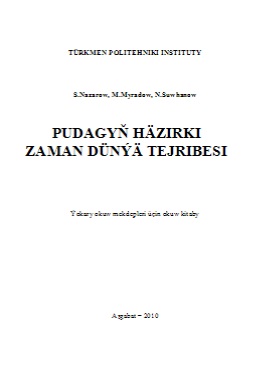 TÜRKMEN POLITEHNIKI INSTITUTY
S.Nazarow, M.Myradow, N.Suwhanow
PUDAGYŇ HÄZIRKI
ZAMAN DÜNÝÄ TEJRIBESI
Ýokary okuw mekdepleri üçin okuw kitaby
Aşgabat – 2010